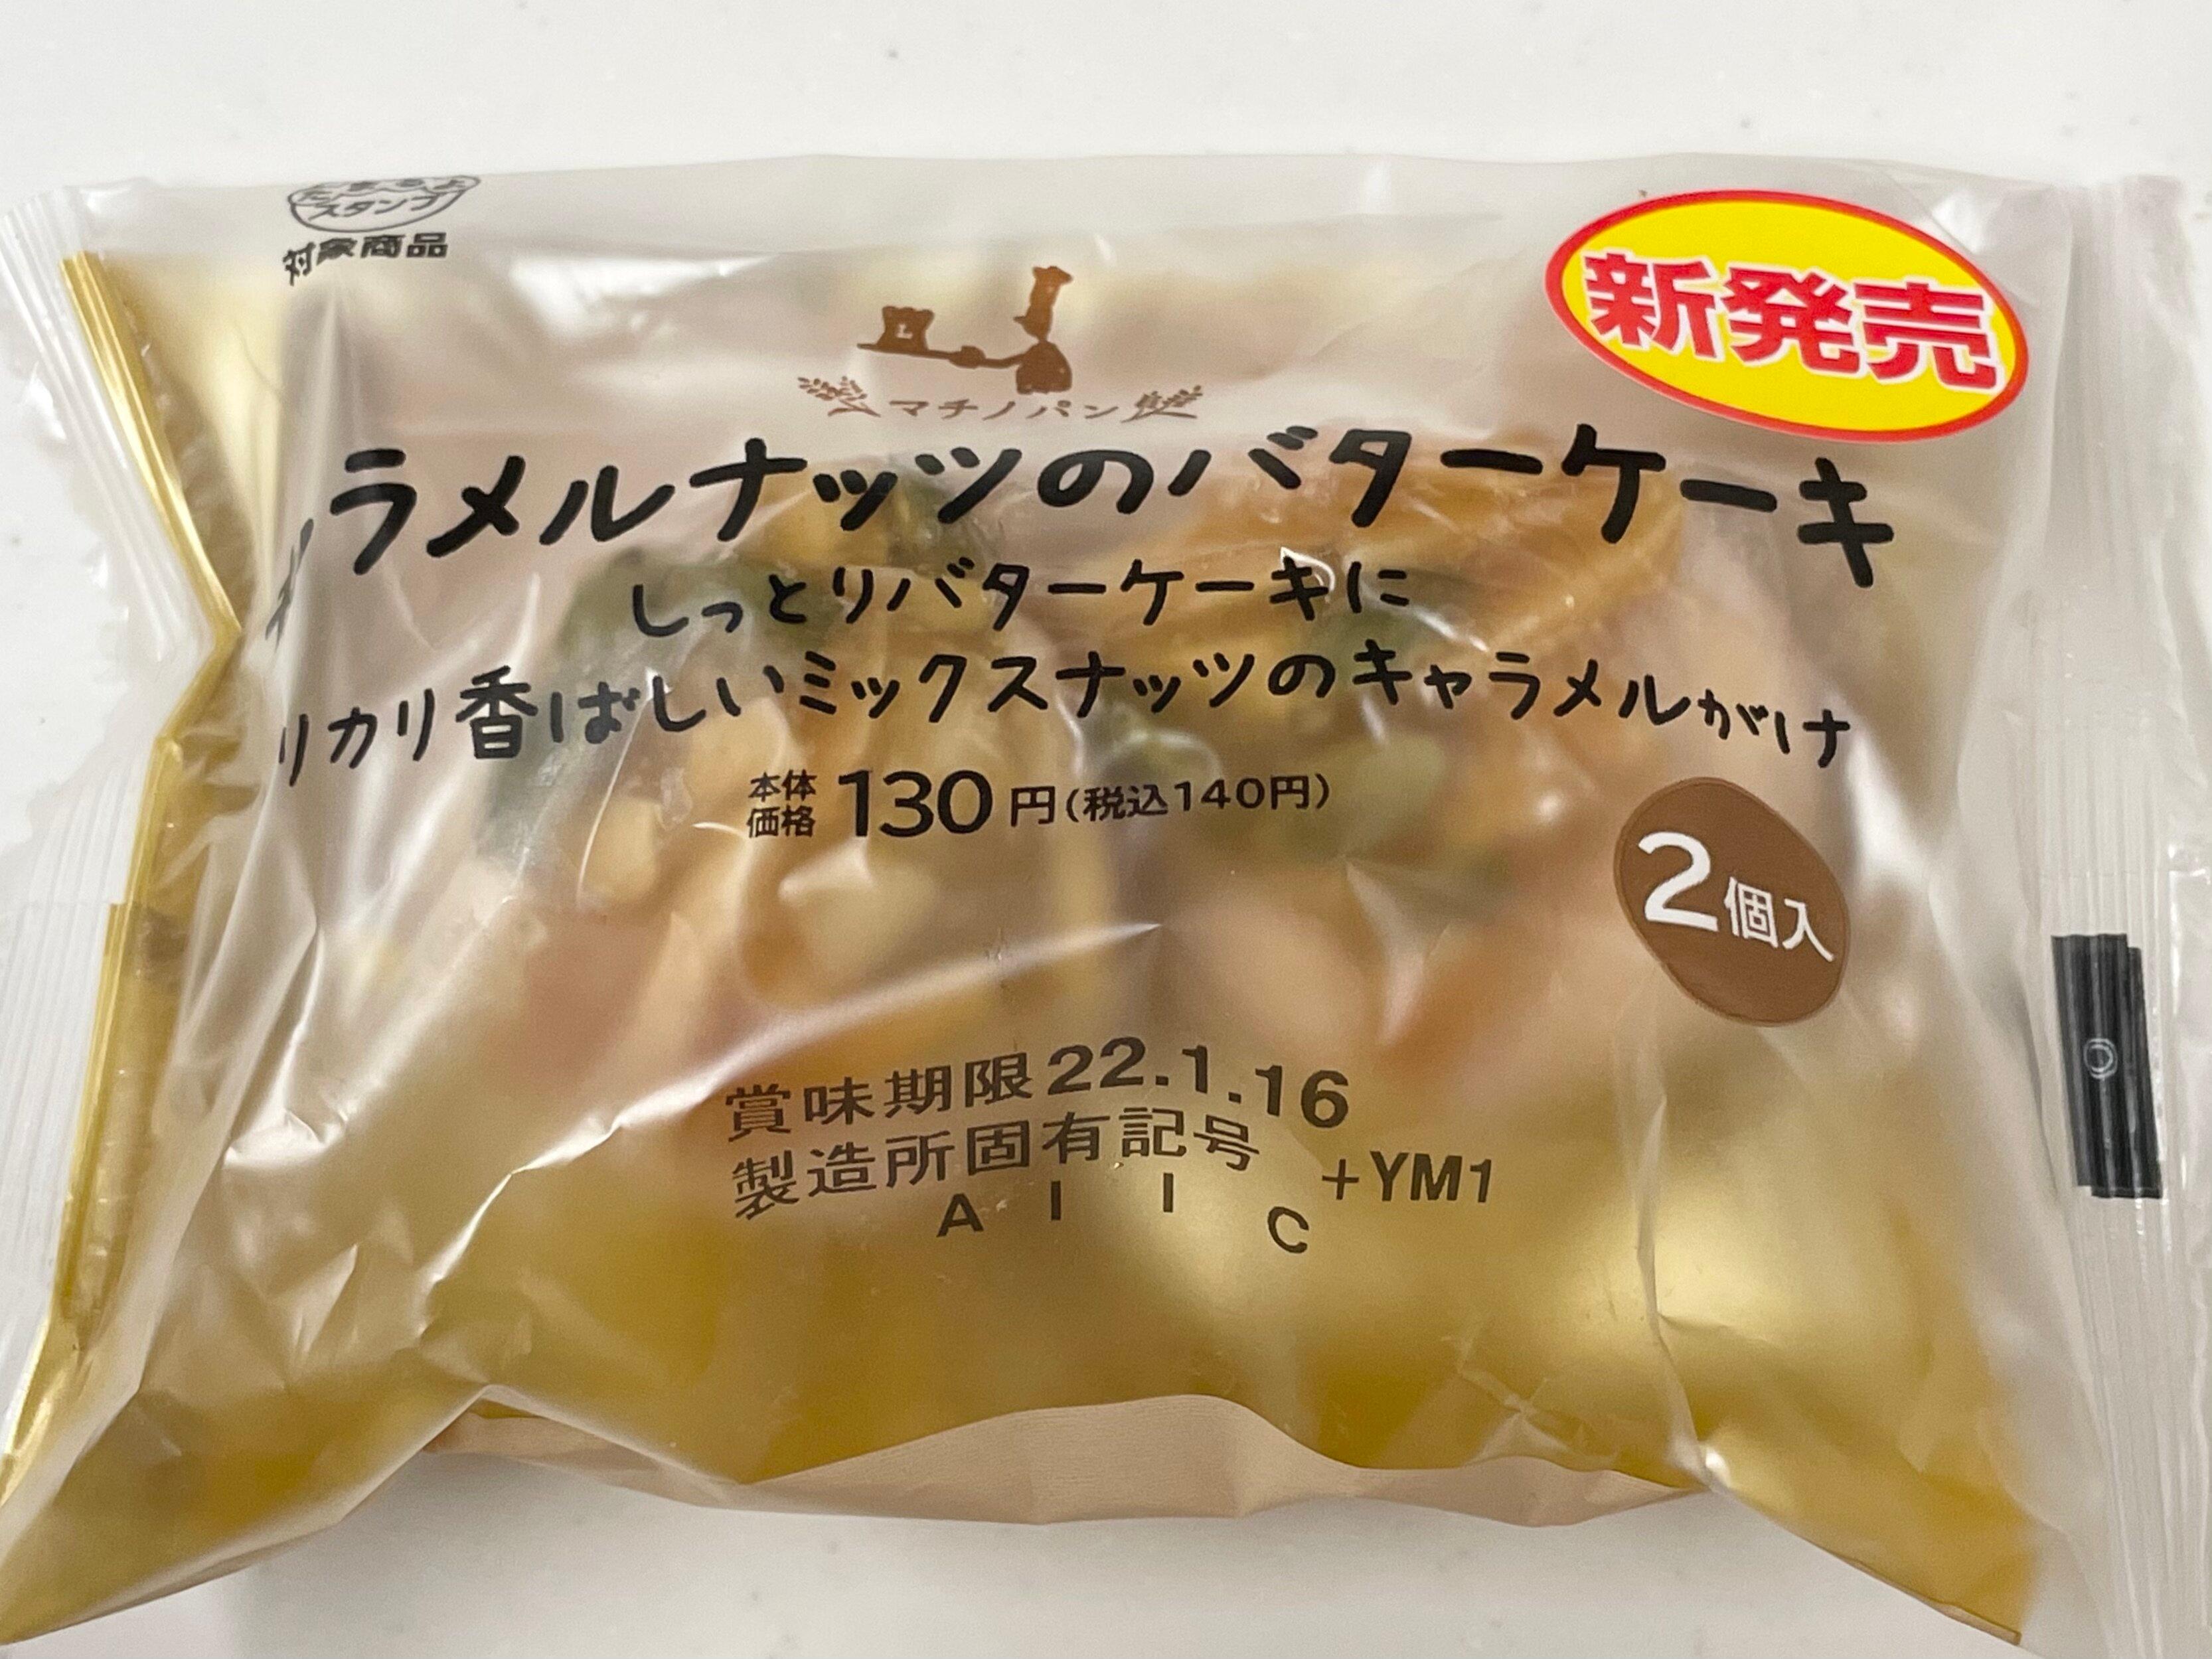 スタンプ
対象商品
新発売
マチノパン
キャラメルナッツのバターケーキ
しっとりバターケーキに
リカリ香ばしいミックスナッツのキャラメルがけ
本体価格 130円(税込140円)
2個入
賞味期限22.1.16
製造所固有記号 +YM1
A I I C